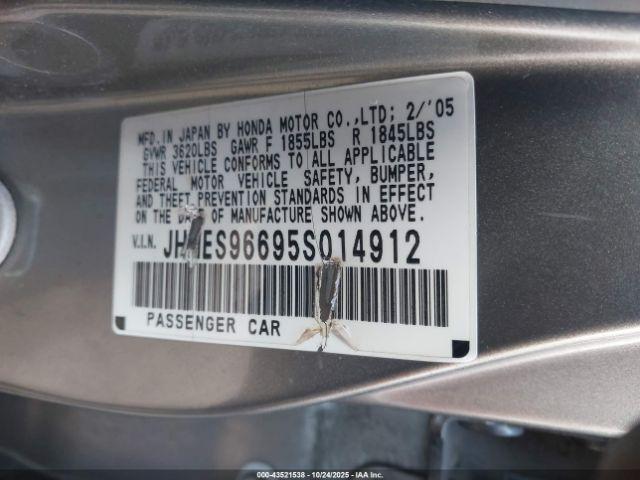 MFD. IN JAPAN BY HONDA MOTOR CO.,LTD; 2/'05
GVWR 3620LBS GAWR F 1855LBS R 1845LBS
THIS VEHICLE CONFORMS TO ALL APPLICABLE
FEDERAL MOTOR VEHICLE SAFETY, BUMPER,
AND THEFT PREVENTION STANDARDS IN EFFECT
ON THE DATE OF MANUFACTURE SHOWN ABOVE.
V.I.N. JHMES96695S014912
PASSENGER CAR
000-43521538 - 10/24/2025 - IAA Inc.